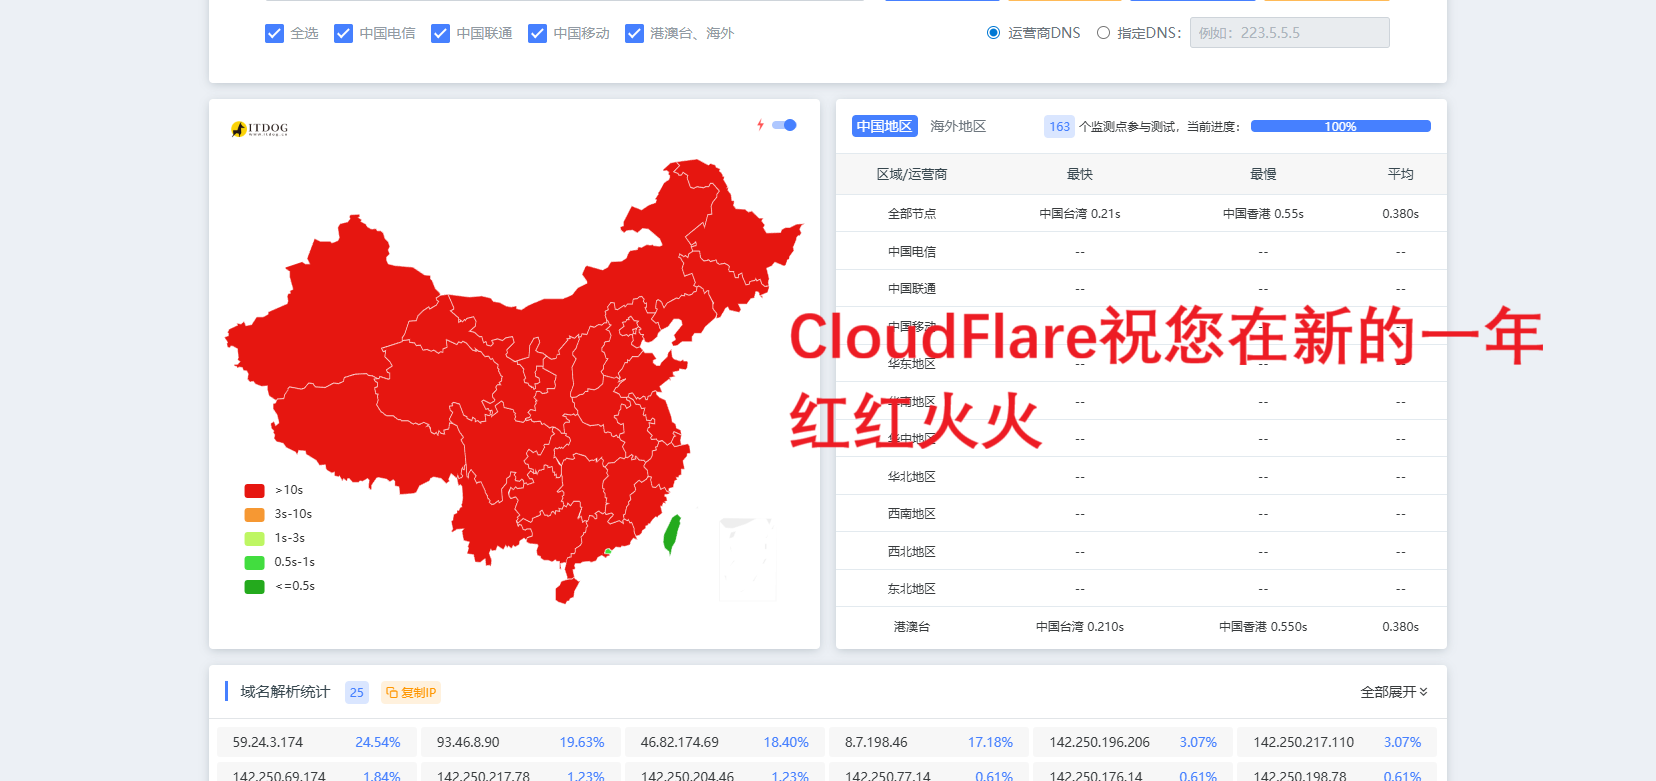 全选 中国电信 中国联通 中国移动 港澳台、海外 运营商DNS 指定DNS: 例如：223.5.5.5
ITDOG
www.itdog.cn
>10s
3s-10s
1s-3s
0.5s-1s
<=0.5s
中国地区 海外地区 163 个监测点参与测试，当前进度： 100%
区域/运营商 最快 最慢 平均
全部节点 中国台湾 0.21s 中国香港 0.55s 0.380s
中国电信 -- -- --
中国联通 -- -- --
中国移动 -- --
华东地区 -- -- --
华南地区 -- -- --
华中地区 -- -- --
华北地区 -- -- --
西南地区 -- -- --
西北地区 -- -- --
东北地区 -- -- --
港澳台 中国台湾 0.210s 中国香港 0.550s 0.380s
CloudFlare祝您在新的一年
红红火火
域名解析统计 25 复制IP 全部展开
59.24.3.174 24.54% 93.46.8.90 19.63% 46.82.174.69 18.40% 8.7.198.46 17.18% 142.250.196.206 3.07% 142.250.217.110 3.07%
142.250.69.174 1.84% 142.250.217.78 1.23% 142.250.204.46 1.23% 142.250.77.14 0.61% 142.250.176.14 0.61% 142.250.198.78 0.61%